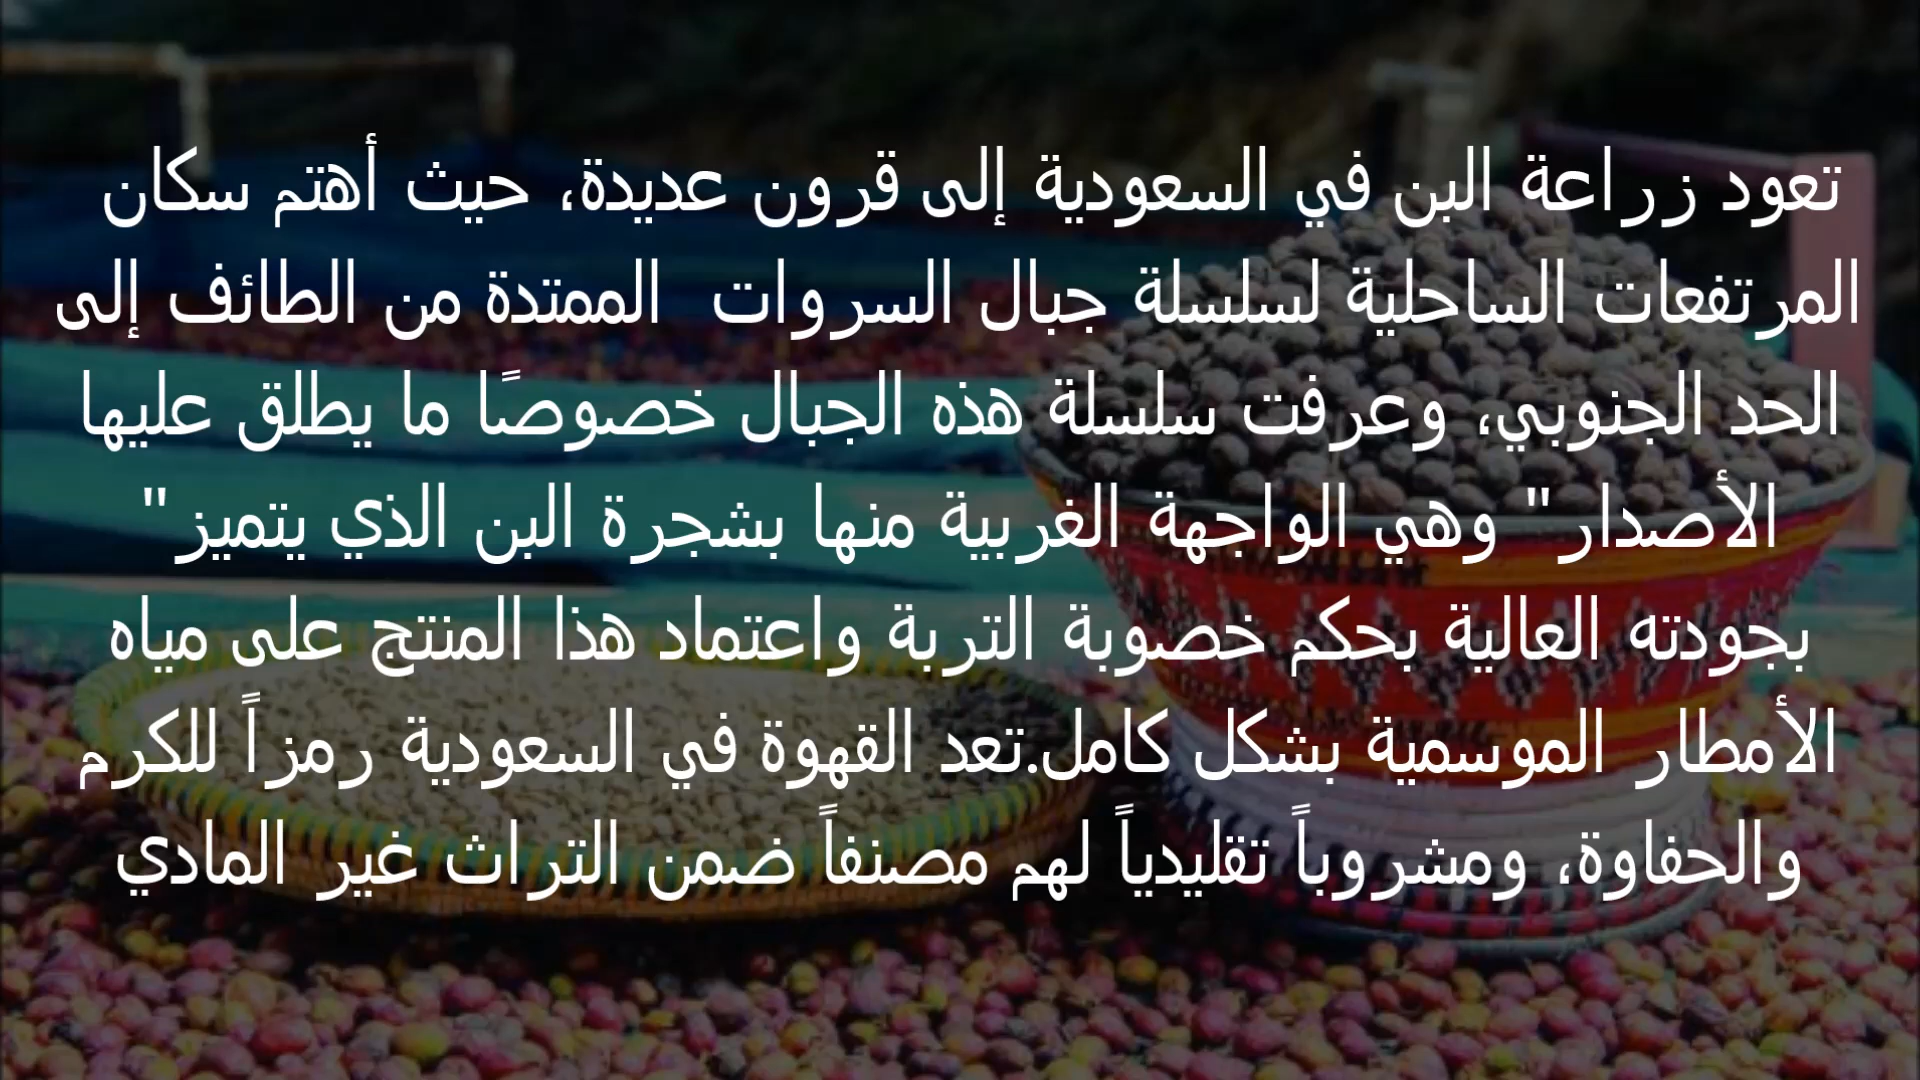 تعود زراعة البن في السعودية إلى قرون عديدة، حيث أهتم سكان
المرتفعات الساحلية لسلسلة جبال السروات الممتدة من الطائف إلى
الحد الجنوبي، وعرفت سلسلة هذه الجبال خصوصًا ما يطلق عليها
الأصدار" وهي الواجهة الغربية منها بشجرة البن الذي يتميز"
بجودته العالية بحكم خصوبة التربة واعتماد هذا المنتج على مياه
الأمطار الموسمية بشكل كامل.تعد القهوة في السعودية رمزاً للكرم
والحفاوة، ومشروباً تقليدياً لهم مصنفاً ضمن التراث غير المادي